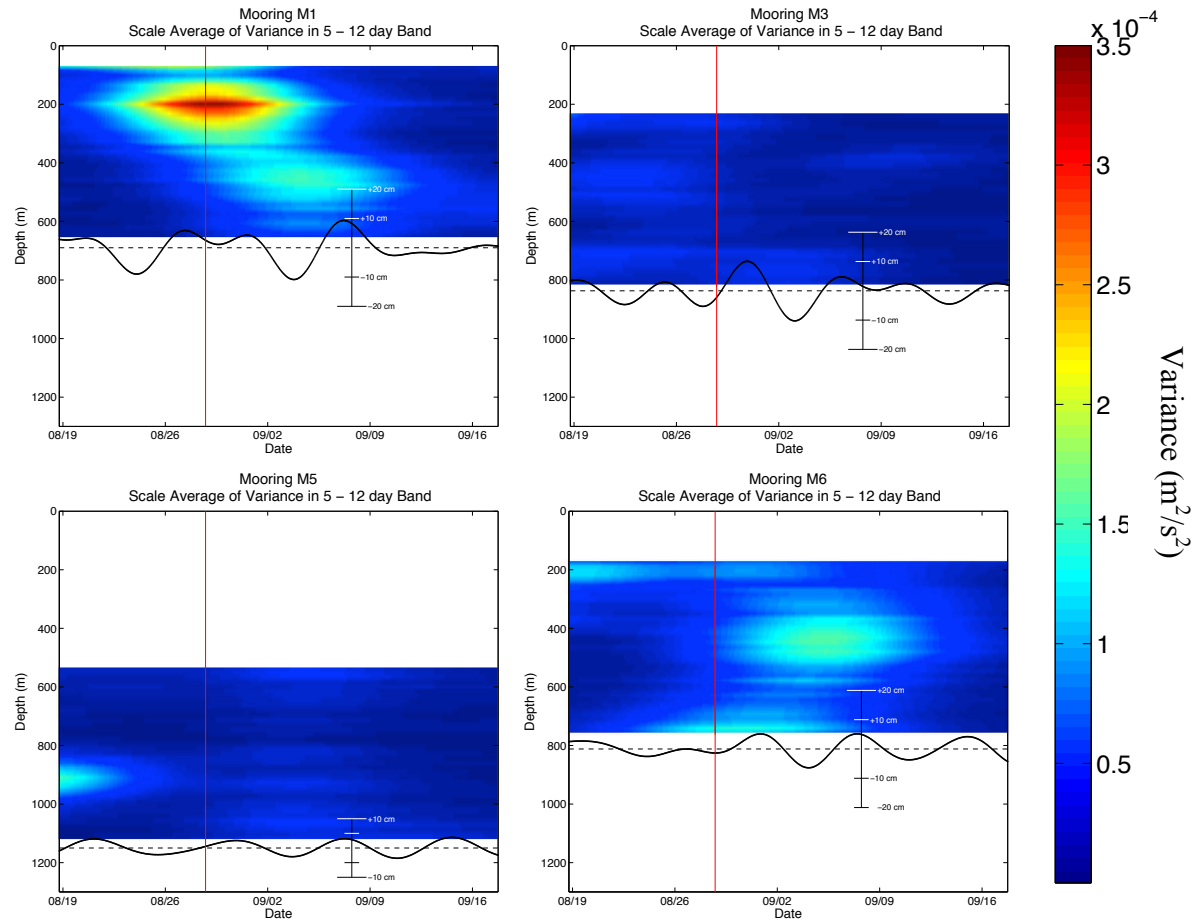 Mooring M1
Scale Average of Variance in 5 – 12 day Band
0
200
400
600
800
1000
1200
Depth (m)
+20 cm
+10 cm
−10 cm
−20 cm
08/19 08/26 09/02 09/09 09/16
Date
Mooring M3
Scale Average of Variance in 5 – 12 day Band
0
200
400
600
800
1000
1200
Depth (m)
+20 cm
+10 cm
−10 cm
−20 cm
08/19 08/26 09/02 09/09 09/16
Date
Mooring M5
Scale Average of Variance in 5 – 12 day Band
0
200
400
600
800
1000
1200
Depth (m)
+10 cm
−10 cm
08/19 08/26 09/02 09/09 09/16
Date
Mooring M6
Scale Average of Variance in 5 – 12 day Band
0
200
400
600
800
1000
1200
Depth (m)
+20 cm
+10 cm
−10 cm
−20 cm
08/19 08/26 09/02 09/09 09/16
Date
x 10⁻⁴
3.5
3
2.5
2
1.5
1
0.5
Variance (m²/s²)